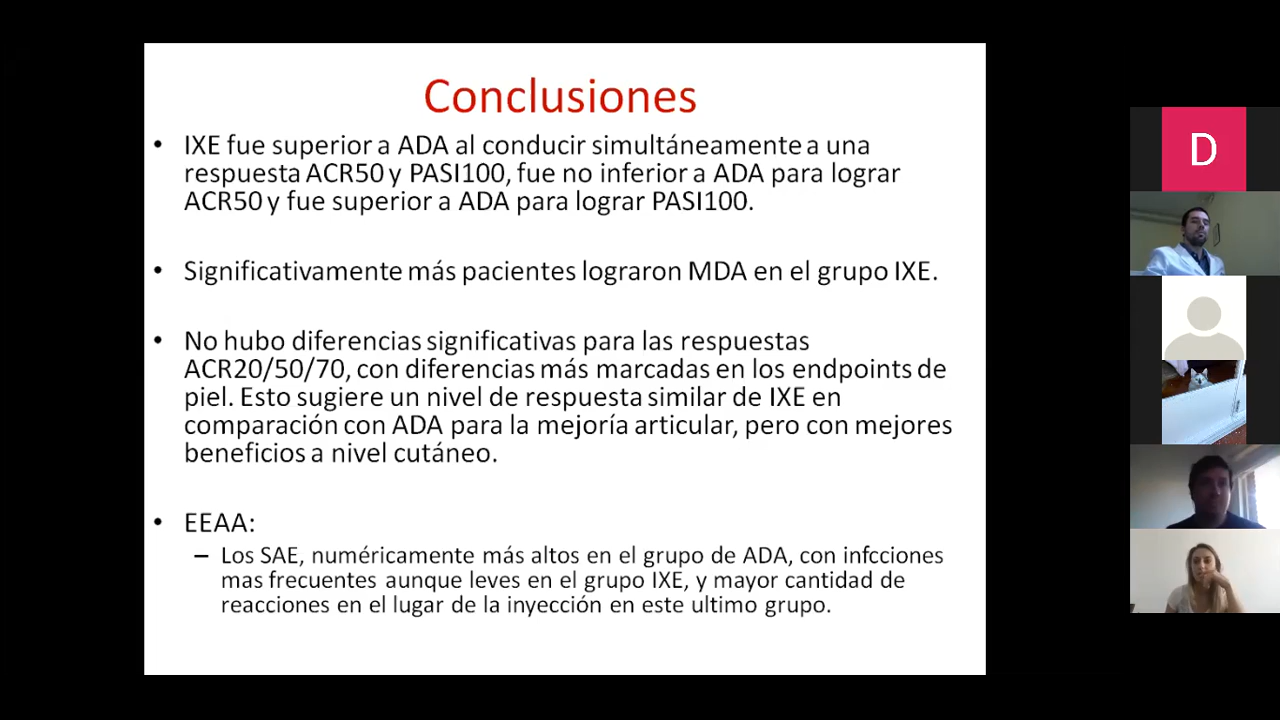 Conclusiones
• IXE fue superior a ADA al conducir simultáneamente a una
respuesta ACR50 y PASI100, fue no inferior a ADA para lograr
ACR50 y fue superior a ADA para lograr PASI100.
• Significativamente más pacientes lograron MDA en el grupo IXE.
• No hubo diferencias significativas para las respuestas
ACR20/50/70, con diferencias más marcadas en los endpoints de
piel. Esto sugiere un nivel de respuesta similar de IXE en
comparación con ADA para la mejoría articular, pero con mejores
beneficios a nivel cutáneo.
• EEAA:
– Los SAE, numéricamente más altos en el grupo de ADA, con infcciones
mas frecuentes aunque leves en el grupo IXE, y mayor cantidad de
reacciones en el lugar de la inyección en este ultimo grupo.
D